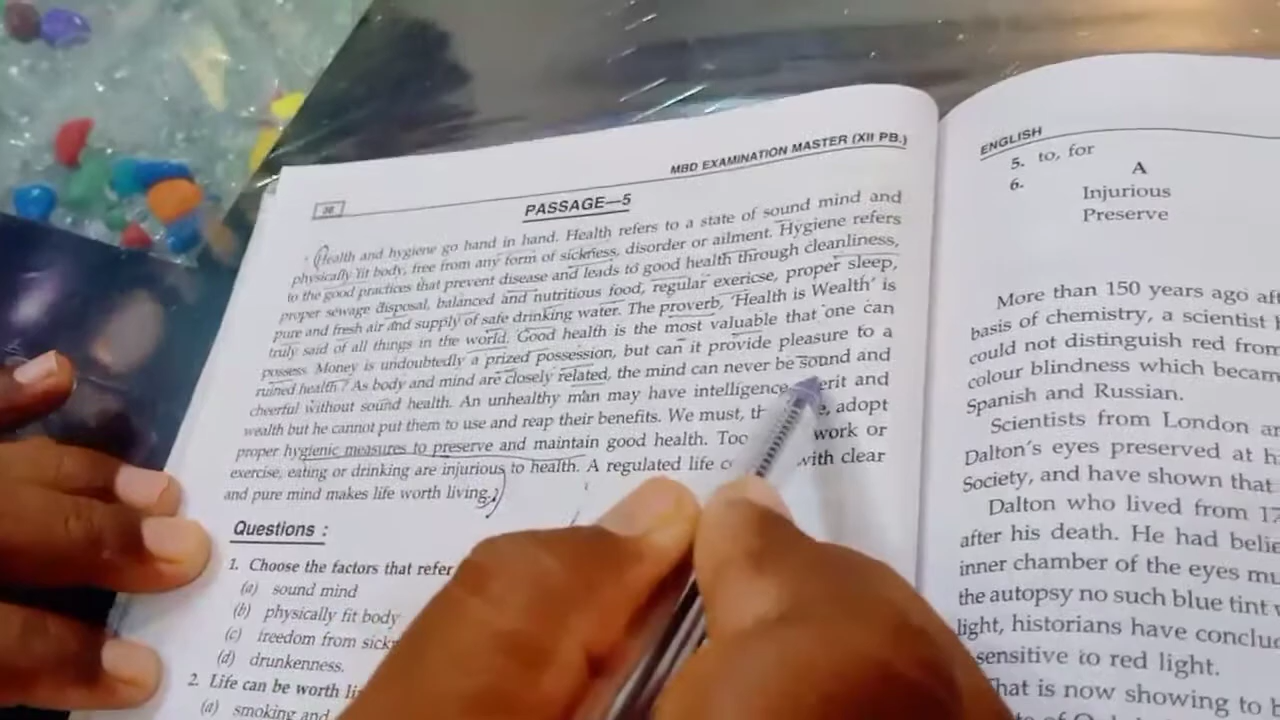 38
MBD EXAMINATION MASTER (XII PB.)
PASSAGE—5
Health and hygiene go hand in hand. Health refers to a state of sound mind and
physically fit body, free from any form of sickness, disorder or ailment. Hygiene refers
to the good practices that prevent disease and leads to good health through cleanliness,
proper sewage disposal, balanced and nutritious food, regular exericse, proper sleep,
pure and fresh air and supply of safe drinking water. The proverb, 'Health is Wealth' is
truly said of all things in the world. Good health is the most valuable that one can
possess. Money is undoubtedly a prized possession, but can it provide pleasure to a
ruined health? As body and mind are closely related, the mind can never be sound and
cheerful without sound health. An unhealthy man may have intelligence, and
wealth but he cannot put them to use and reap their benefits. We must, adopt
proper hygienic measures to preserve and maintain good health. Too work or
exercise, eating or drinking are injurious to health. A regulated life with clear
and pure mind makes life worth living.
Questions :
1. Choose the factors that refer
(a) sound mind
(b) physically fit body
(c) freedom from
(d) drunkenness.
2. Life can be worth
(a) smoking and
ENGLISH
5. to, for
6. A
Injurious
Preserve
More than 150 years ago
basis of chemistry, a scientist
could not distinguish red from
colour blindness which became
Spanish and Russian.
Scientists from London
Dalton's eyes preserved at
Society, and have shown that
Dalton who lived from
after his death. He had
inner chamber of the eyes
the autopsy no such blue tint
light, historians have
sensitive to red light.
That is now showing to